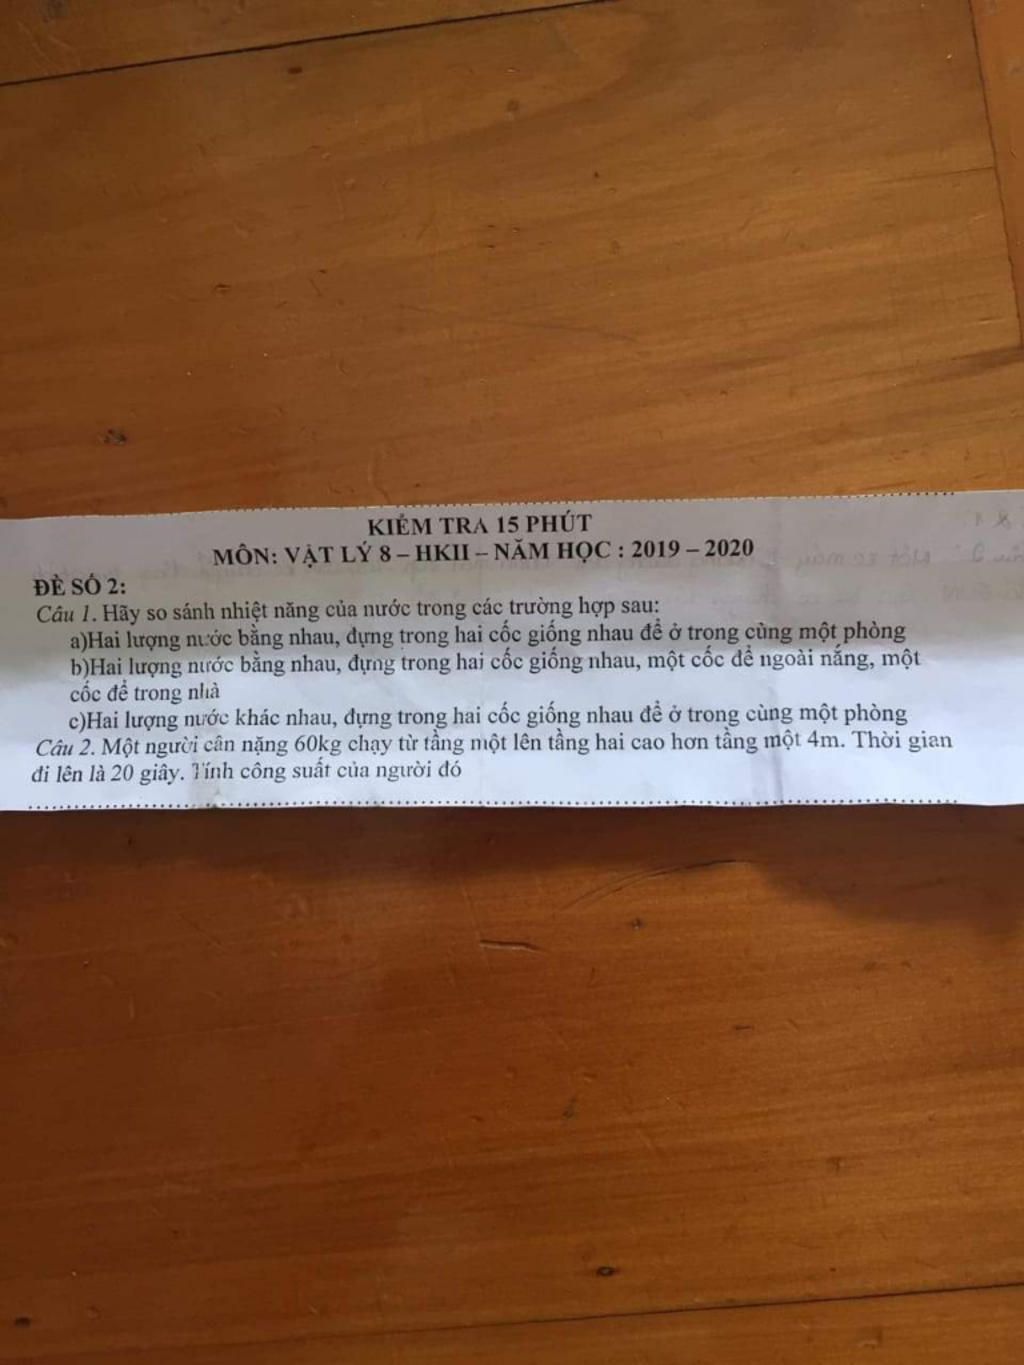 KIỂM TRA 15 PHÚT
MÔN: VẬT LÝ 8 – HKII – NĂM HỌC : 2019 – 2020
ĐỀ SỐ 2:
Câu 1. Hãy so sánh nhiệt năng của nước trong các trường hợp sau:
a)Hai lượng nước bằng nhau, đựng trong hai cốc giống nhau để ở trong cùng một phòng
b)Hai lượng nước bằng nhau, đựng trong hai cốc giống nhau, một cốc để ngoài nắng, một
cốc để trong nhà
c)Hai lượng nước khác nhau, đựng trong hai cốc giống nhau để ở trong cùng một phòng
Câu 2. Một người cân nặng 60kg chạy từ tầng một lên tầng hai cao hơn tầng một 4m. Thời gian
đi lên là 20 giây. Tính công suất của người đó